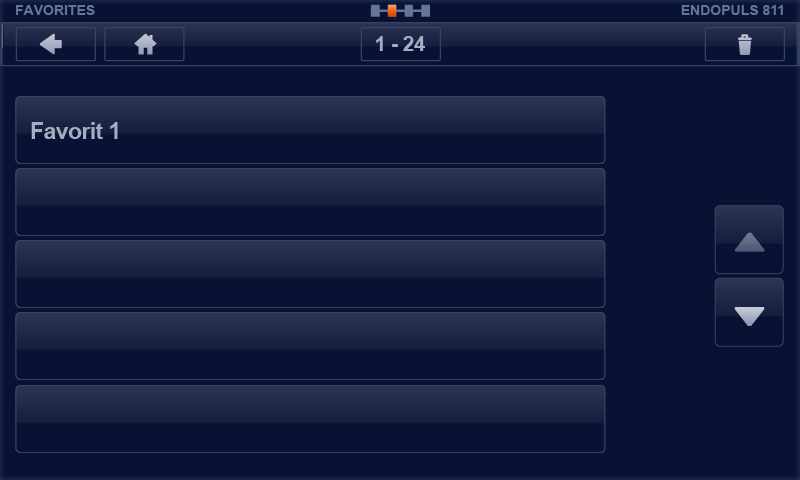 FAVORITES
ENDOPULS 811
1 - 24
Favorit 1